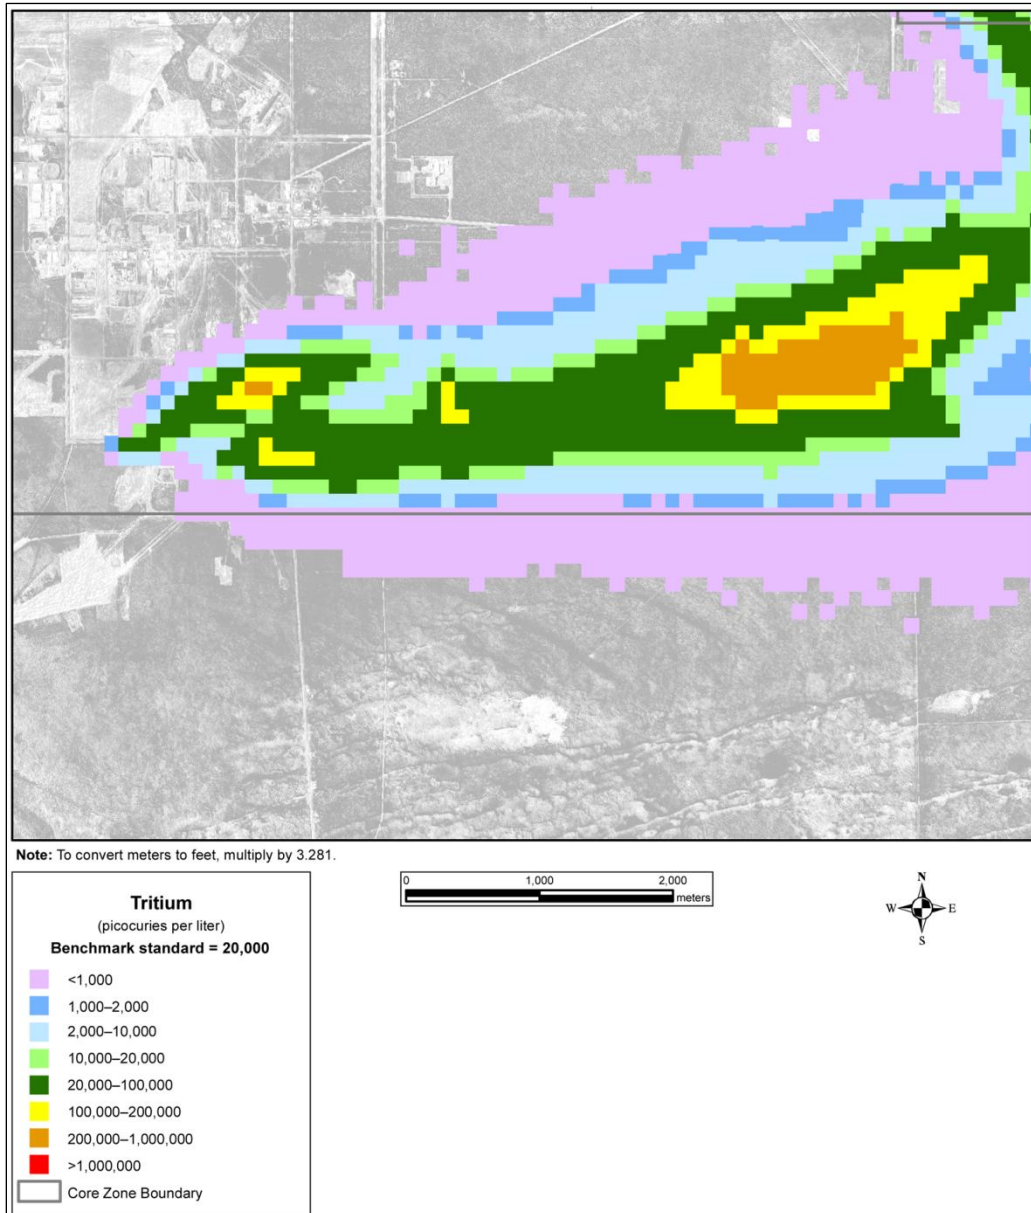 Note: To convert meters to feet, multiply by 3.281.
Tritium
(picocuries per liter)
Benchmark standard = 20,000
<1,000
1,000–2,000
2,000–10,000
10,000–20,000
20,000–100,000
100,000–200,000
200,000–1,000,000
>1,000,000
Core Zone Boundary
0 1,000 2,000
meters
N
W E
S